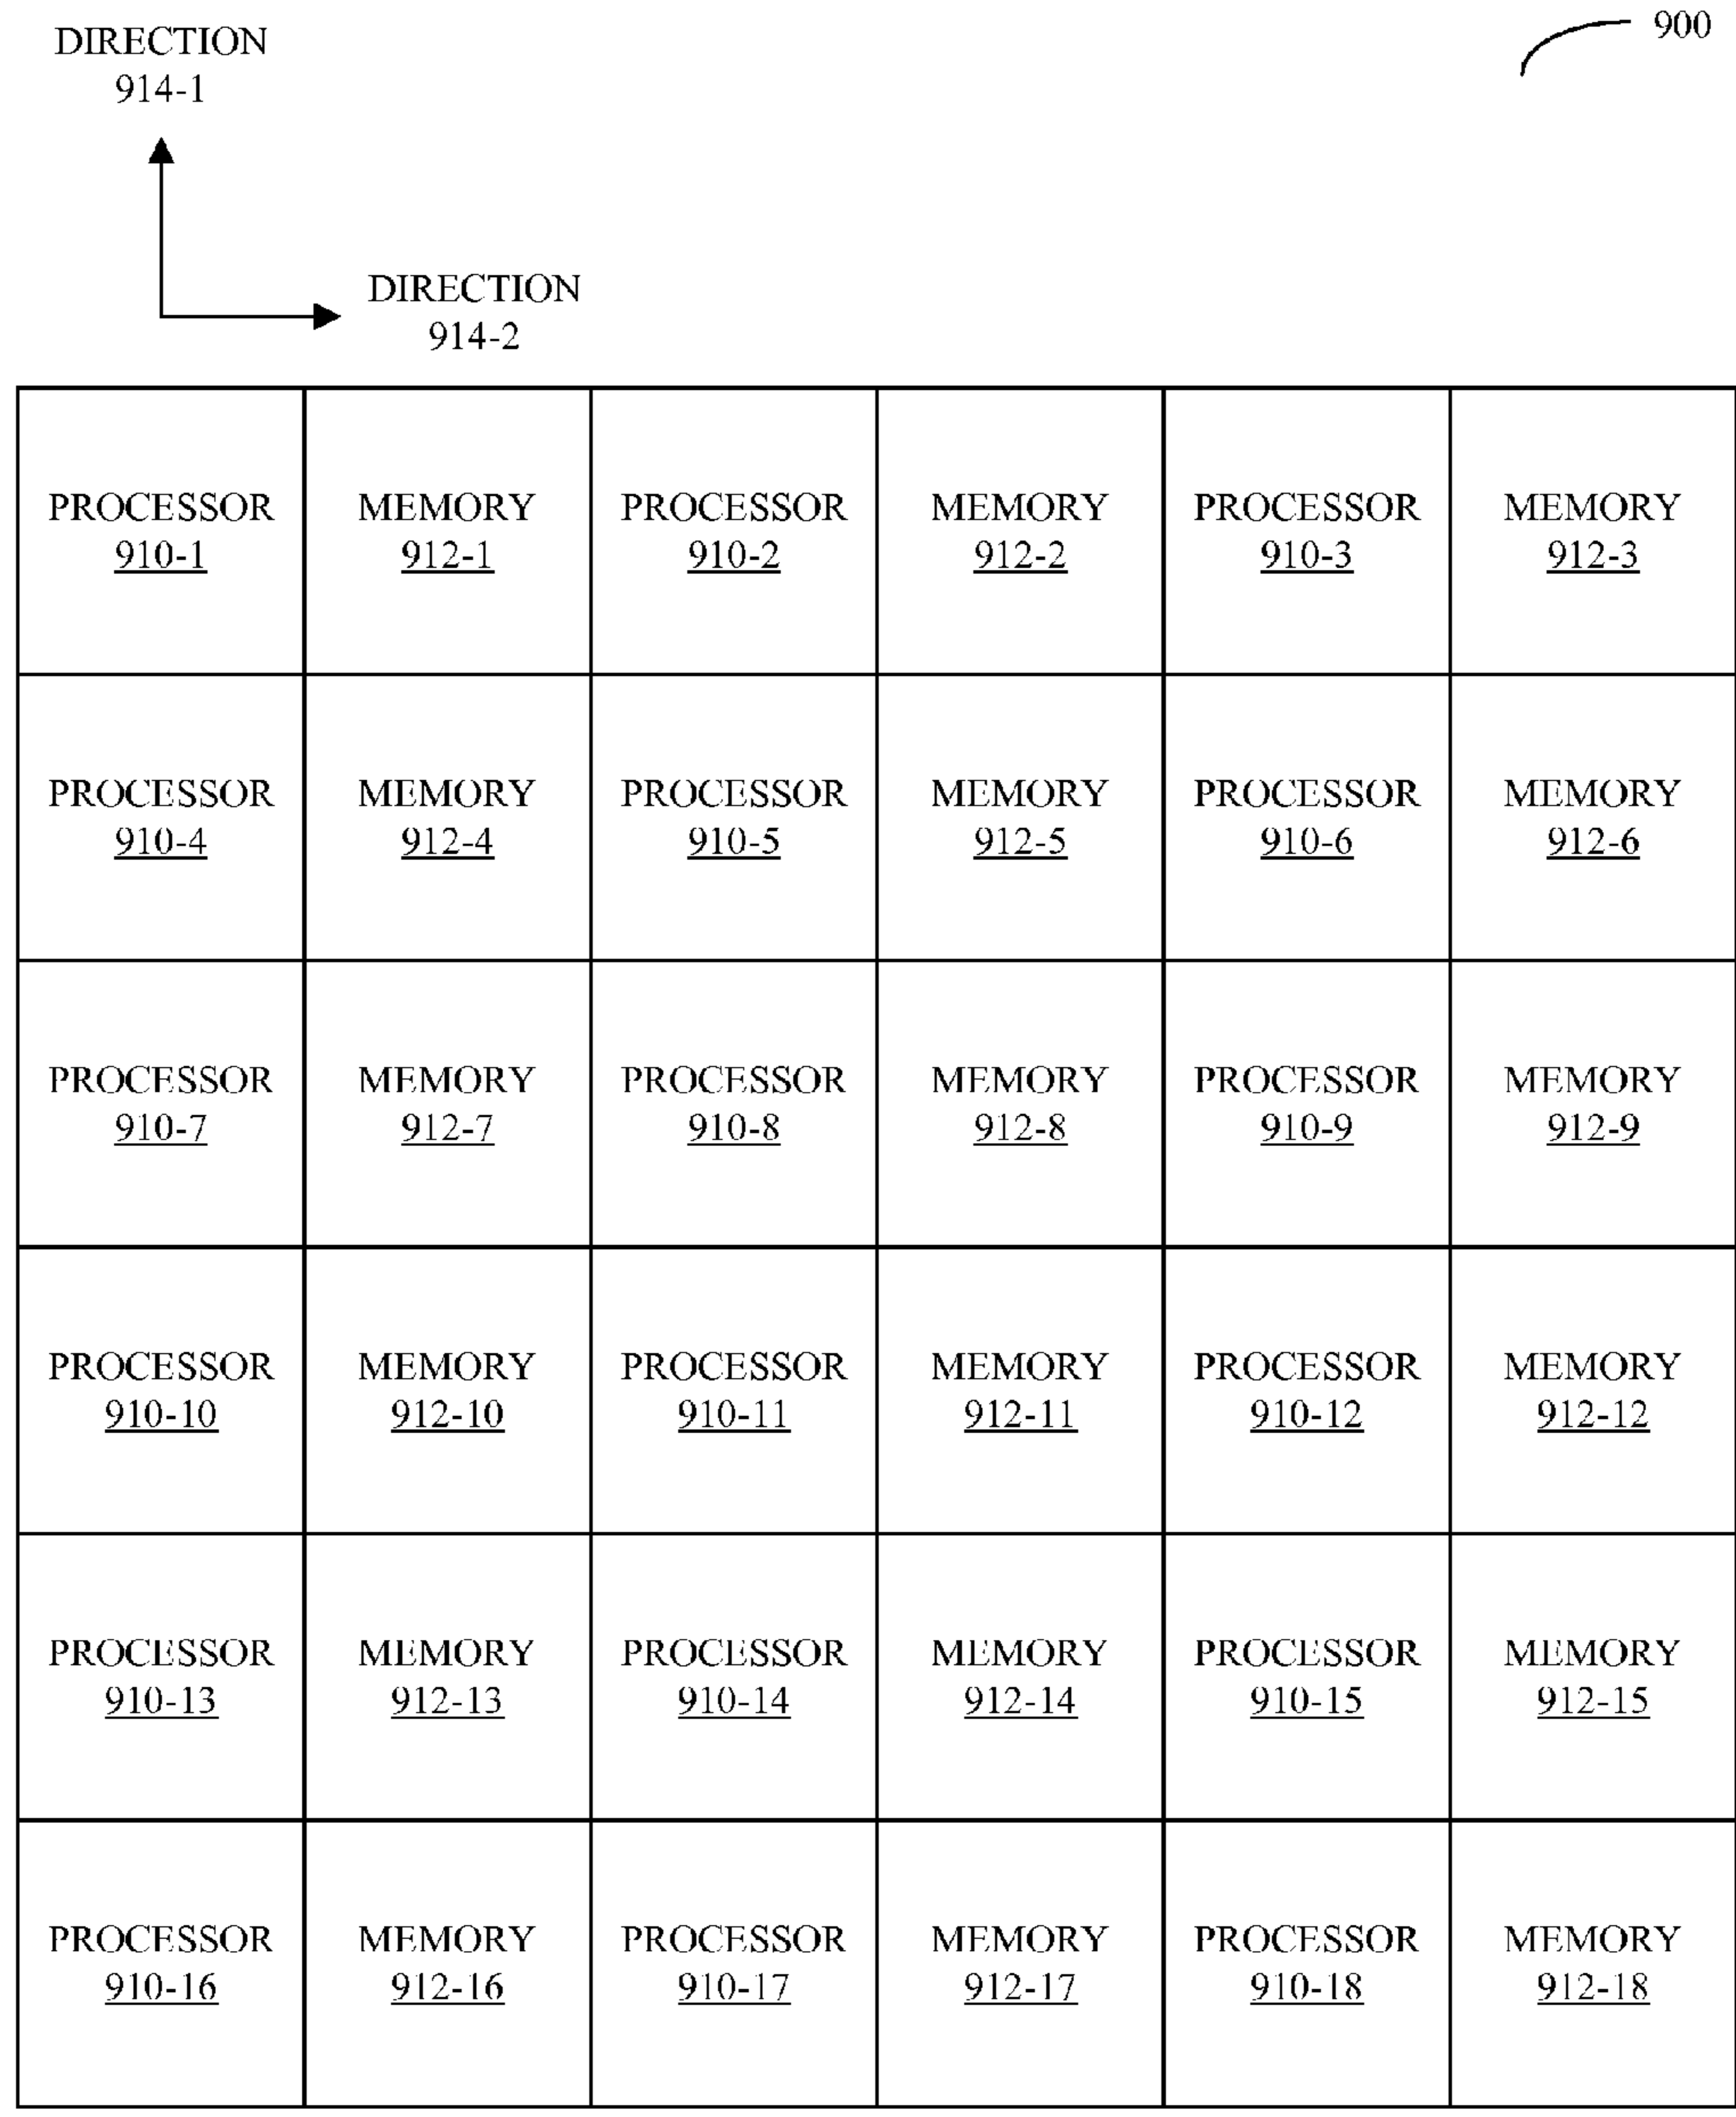 DIRECTION
914-1
900
DIRECTION
914-2
PROCESSOR
910-1
MEMORY
912-1
PROCESSOR
910-2
MEMORY
912-2
PROCESSOR
910-3
MEMORY
912-3
PROCESSOR
910-4
MEMORY
912-4
PROCESSOR
910-5
MEMORY
912-5
PROCESSOR
910-6
MEMORY
912-6
PROCESSOR
910-7
MEMORY
912-7
PROCESSOR
910-8
MEMORY
912-8
PROCESSOR
910-9
MEMORY
912-9
PROCESSOR
910-10
MEMORY
912-10
PROCESSOR
910-11
MEMORY
912-11
PROCESSOR
910-12
MEMORY
912-12
PROCESSOR
910-13
MEMORY
912-13
PROCESSOR
910-14
MEMORY
912-14
PROCESSOR
910-15
MEMORY
912-15
PROCESSOR
910-16
MEMORY
912-16
PROCESSOR
910-17
MEMORY
912-17
PROCESSOR
910-18
MEMORY
912-18